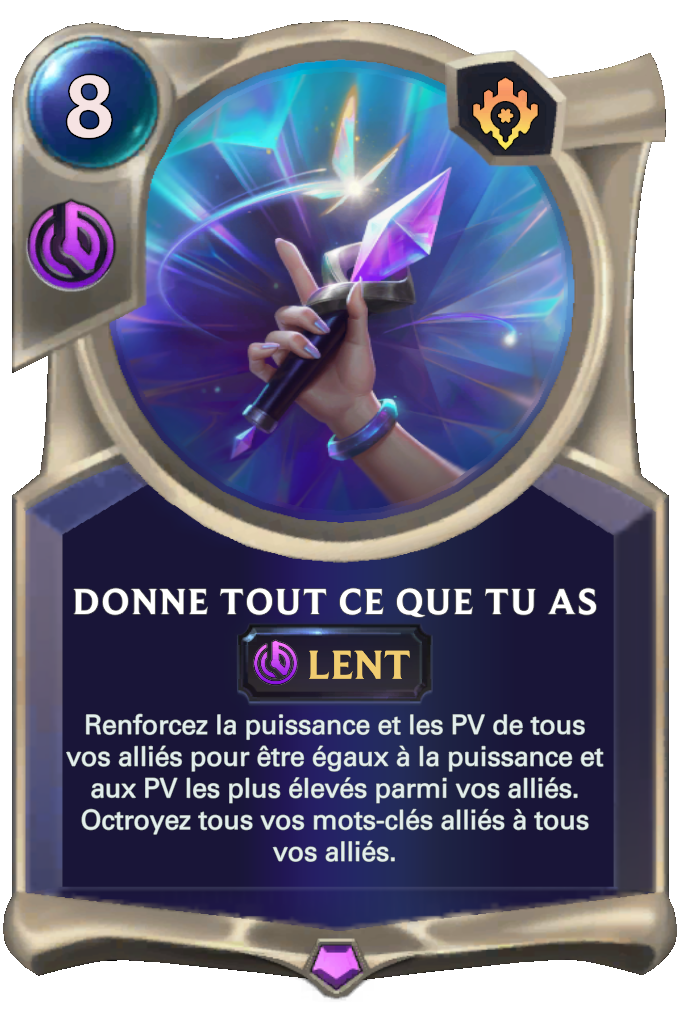 8
DONNE TOUT CE QUE TU AS
LENT
Renforcez la puissance et les PV de tous
vos alliés pour être égaux à la puissance et
aux PV les plus élevés parmi vos alliés.
Octroyez tous vos mots-clés alliés à tous
vos alliés.